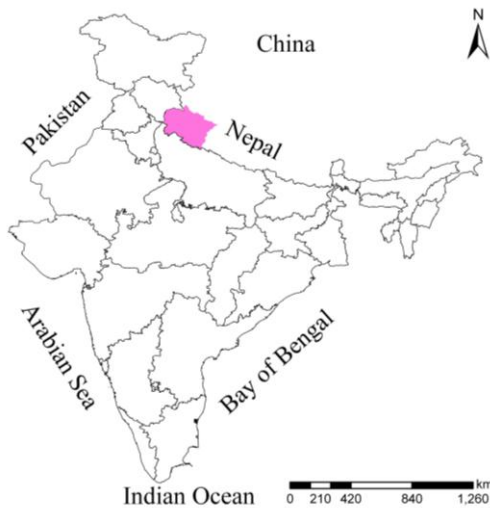 N
China
Pakistan
Nepal
Arabian Sea
Bay of Bengal
Indian Ocean
km
0 210 420 840 1,260